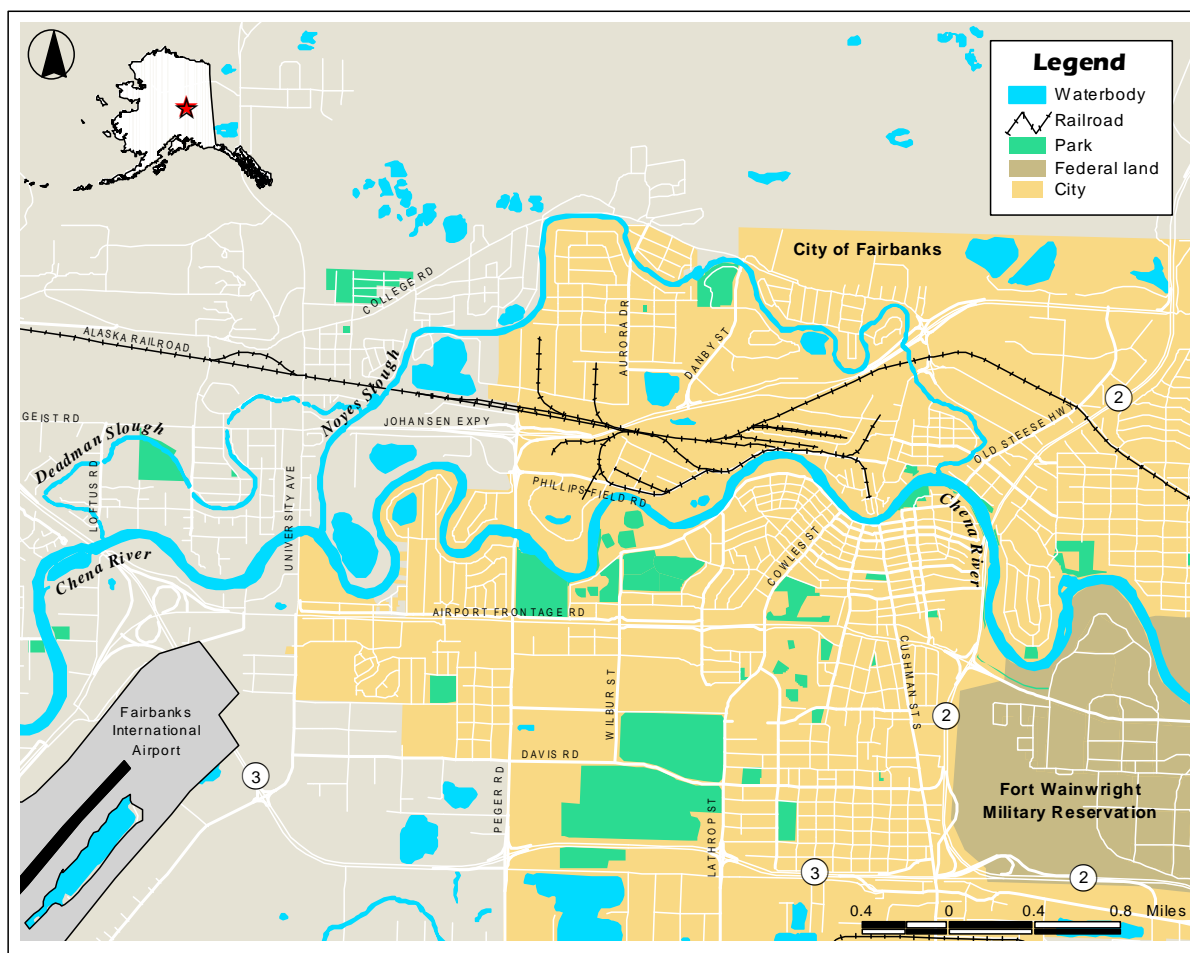 Legend
Waterbody
Railroad
Park
Federal land
City
City of Fairbanks
COLLEGE RD
AURORA DR
DANBY ST
ALASKA RAILROAD
Noyes Slough
JOHANSEN EXPY
2
GEIST RD
Deadman Slough
OLD STEESE HWY
LOFTUS RD
UNIVERSITY AVE
PHILLIPS FIELD RD
Chena River
Chena River
COWLES ST
AIRPORT FRONTAGE RD
CUSHMAN ST S
WILBUR ST
Fairbanks
International
Airport
2
DAVIS RD
3
PEGER RD
LATHROP ST
Fort Wainwright
Military Reservation
3
2
0.4 0 0.4 0.8 Miles